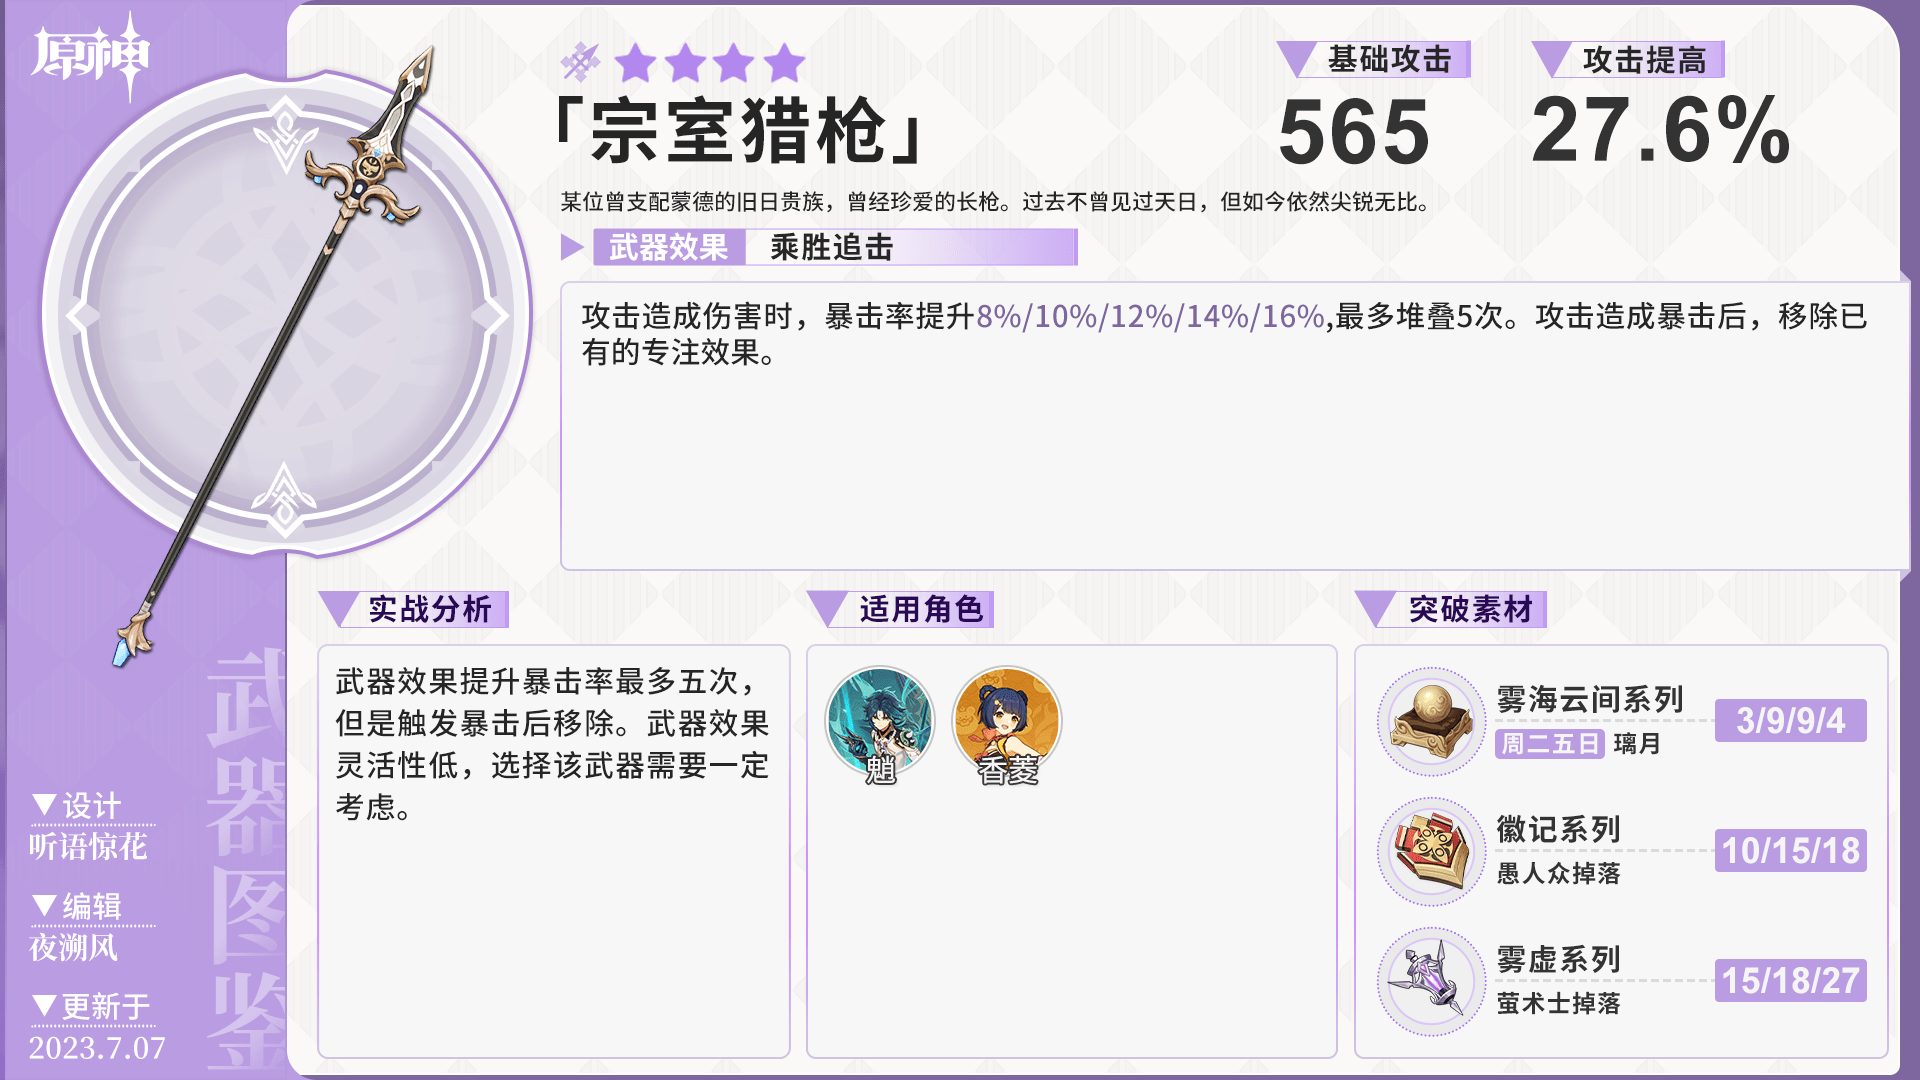 原神
「宗室猎枪」
基础攻击
565
攻击提高
27.6%
某位曾支配蒙德的旧日贵族，曾经珍爱的长枪。过去不曾见过天日，但如今依然尖锐无比。
武器效果 乘胜追击
攻击造成伤害时，暴击率提升8%/10%/12%/14%/16%,最多堆叠5次。攻击造成暴击后，移除已
有的专注效果。
实战分析
武器效果提升暴击率最多五次，
但是触发暴击后移除。武器效果
灵活性低，选择该武器需要一定
考虑。
适用角色
魈 香菱
突破素材
雾海云间系列
周二五日 璃月
3/9/9/4
徽记系列
愚人众掉落
10/15/18
雾虚系列
萤术士掉落
15/18/27
武器图鉴
▼设计
听语惊花
▼编辑
夜溯风
▼更新于
2023.7.07